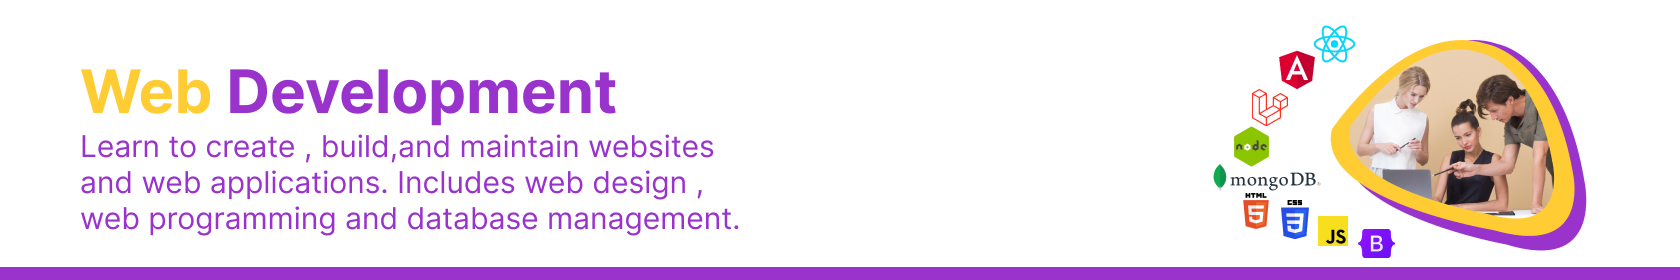 Web Development
Learn to create , build,and maintain websites
and web applications. Includes web design ,
web programming and database management.
A
node
mongoDB
HTML
5
CSS
3
JS
B